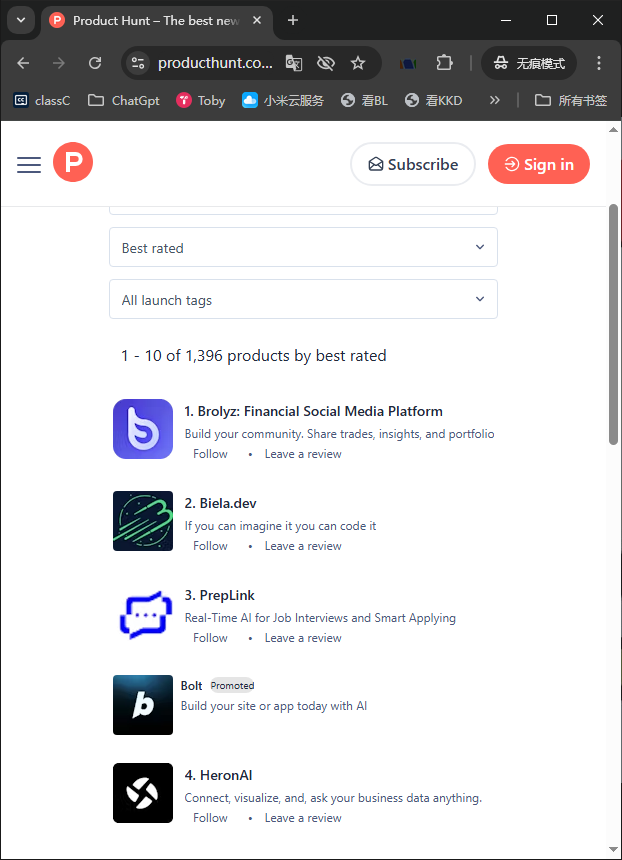 Product Hunt – The best new
producthunt.co...
无痕模式
classC
ChatGpt
Toby
小米云服务
看BL
看KKD
所有书签
P
Subscribe
Sign in
Best rated
All launch tags
1 - 10 of 1,396 products by best rated
1. Brolyz: Financial Social Media Platform
Build your community. Share trades, insights, and portfolio
Follow • Leave a review
2. Biela.dev
If you can imagine it you can code it
Follow • Leave a review
3. PrepLink
Real-Time AI for Job Interviews and Smart Applying
Follow • Leave a review
b
Bolt Promoted
Build your site or app today with AI
4. HeronAI
Connect, visualize, and, ask your business data anything.
Follow • Leave a review